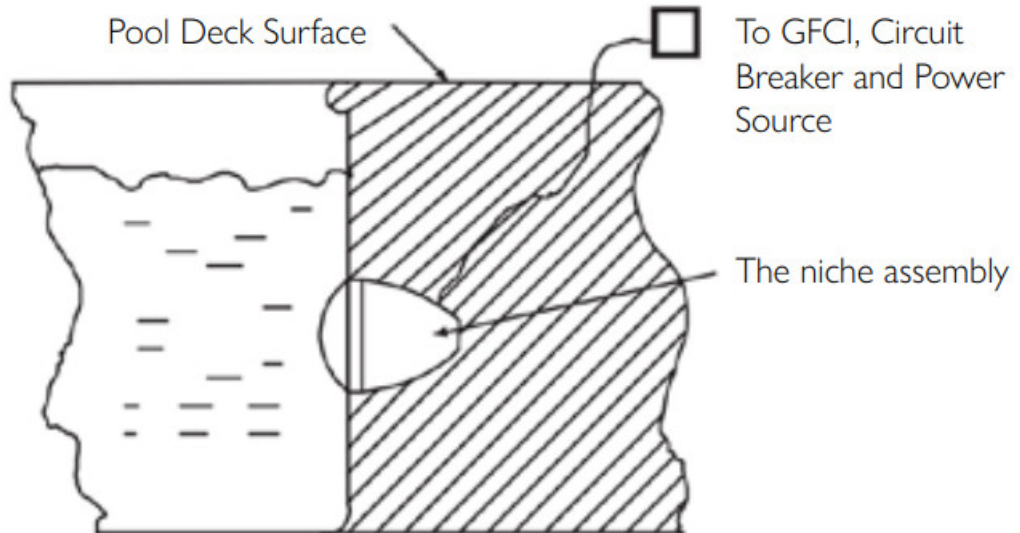 Pool Deck Surface
To GFCI, Circuit
Breaker and Power
Source
The niche assembly